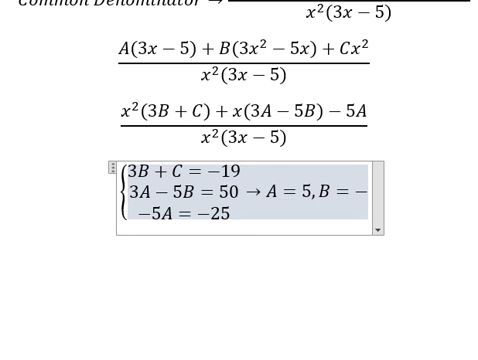 Common Denominator →
x²(3x − 5)
A(3x − 5) + B(3x² − 5x) + Cx²
x²(3x − 5)
x²(3B + C) + x(3A − 5B) − 5A
x²(3x − 5)
3B + C = −19
3A − 5B = 50 → A = 5, B = −
−5A = −25